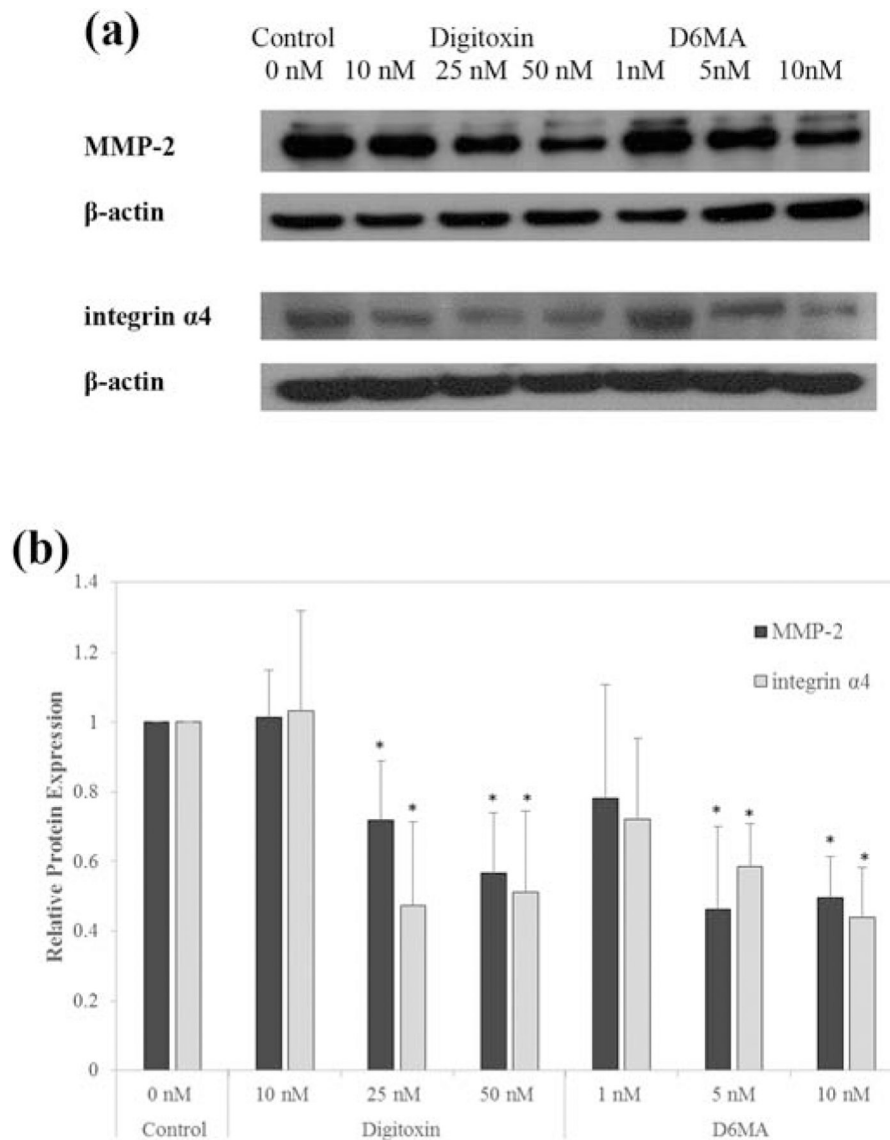 (a)
Control Digitoxin D6MA
0 nM 10 nM 25 nM 50 nM 1nM 5nM 10nM
MMP-2
β-actin
integrin α4
β-actin
(b)
1.4
1.2
1
0.8
0.6
0.4
0.2
0
Relative Protein Expression
MMP-2
integrin α4
* * * * * * * *
0 nM 10 nM 25 nM 50 nM 1 nM 5 nM 10 nM
Control Digitoxin D6MA